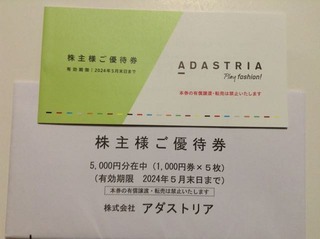 株主様ご優待券
有効期限:2024年5月末日まで
ADASTRIA
Play fashion!
本券の有償譲渡・転売は禁止いたします
株主様ご優待券
5,000円分在中（1,000円券×５枚）
（有効期限　2024年５月末日まで）
本券の有償譲渡・転売は禁止いたします
株式会社 アダストリア